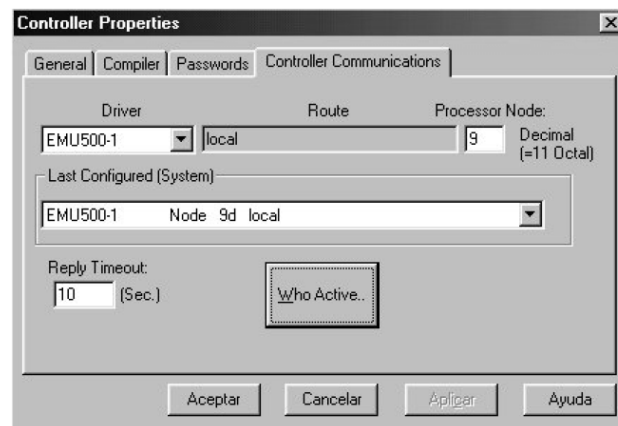 Controller Properties
General Compiler Passwords Controller Communications
Driver Route Processor Node:
EMU500-1 local 9 Decimal
(=11 Octal)
Last Configured (System)
EMU500-1 Node 9d local
Reply Timeout:
10 (Sec.)
Who Active..
Aceptar Cancelar Aplicar Ayuda